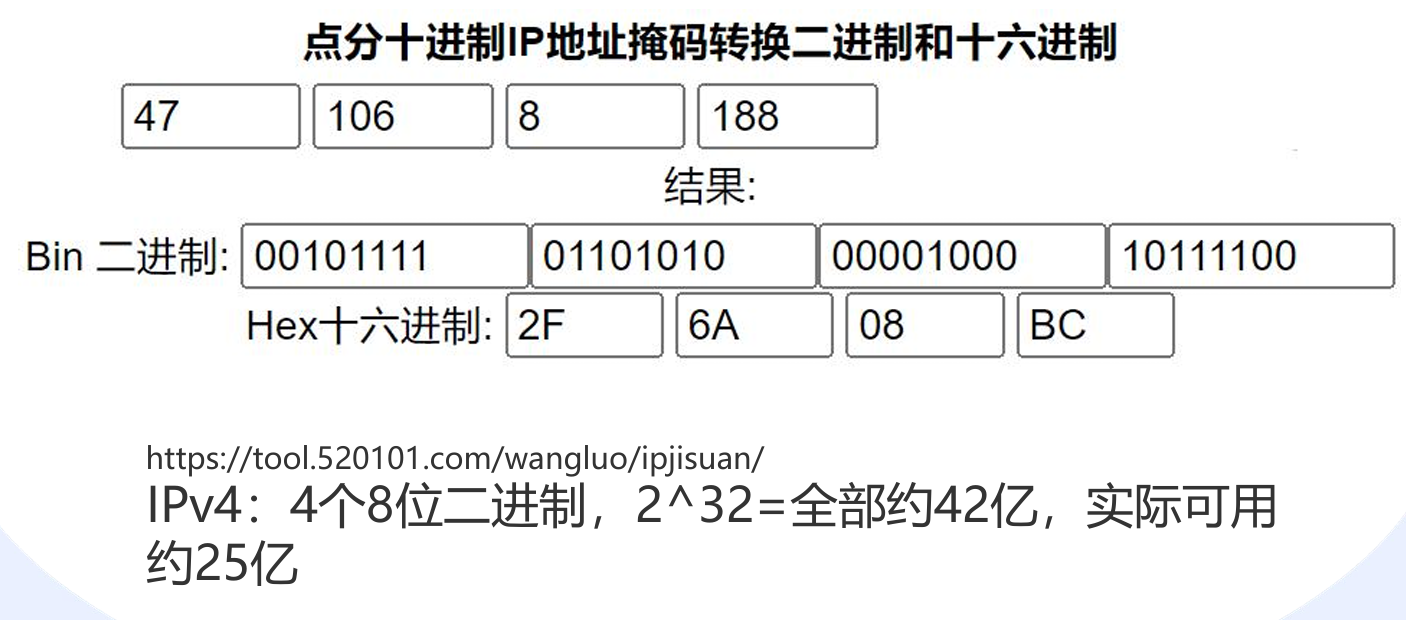 点分十进制IP地址掩码转换二进制和十六进制
47 106 8 188
结果:
Bin 二进制: 00101111 01101010 00001000 10111100
Hex十六进制: 2F 6A 08 BC
https://tool.520101.com/wangluo/ipjisuan/
IPv4：4个8位二进制，2^32=全部约42亿，实际可用
约25亿